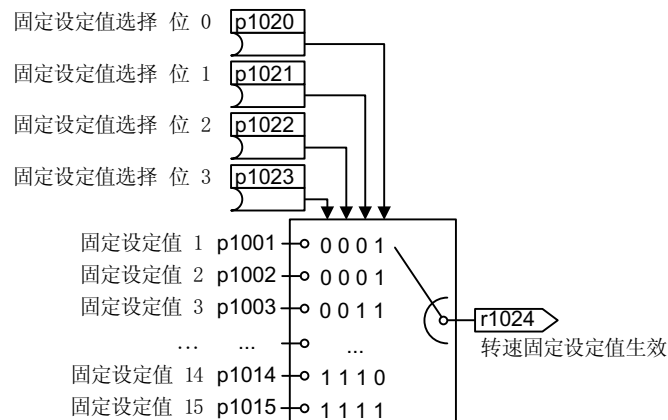 固定设定值选择 位 0 p1020
固定设定值选择 位 1 p1021
固定设定值选择 位 2 p1022
固定设定值选择 位 3 p1023
固定设定值 1 p1001 0 0 0 1
固定设定值 2 p1002 0 0 0 1
固定设定值 3 p1003 0 0 1 1
r1024
转速固定设定值生效
... ... ...
固定设定值 14 p1014 1 1 1 0
固定设定值 15 p1015 1 1 1 1